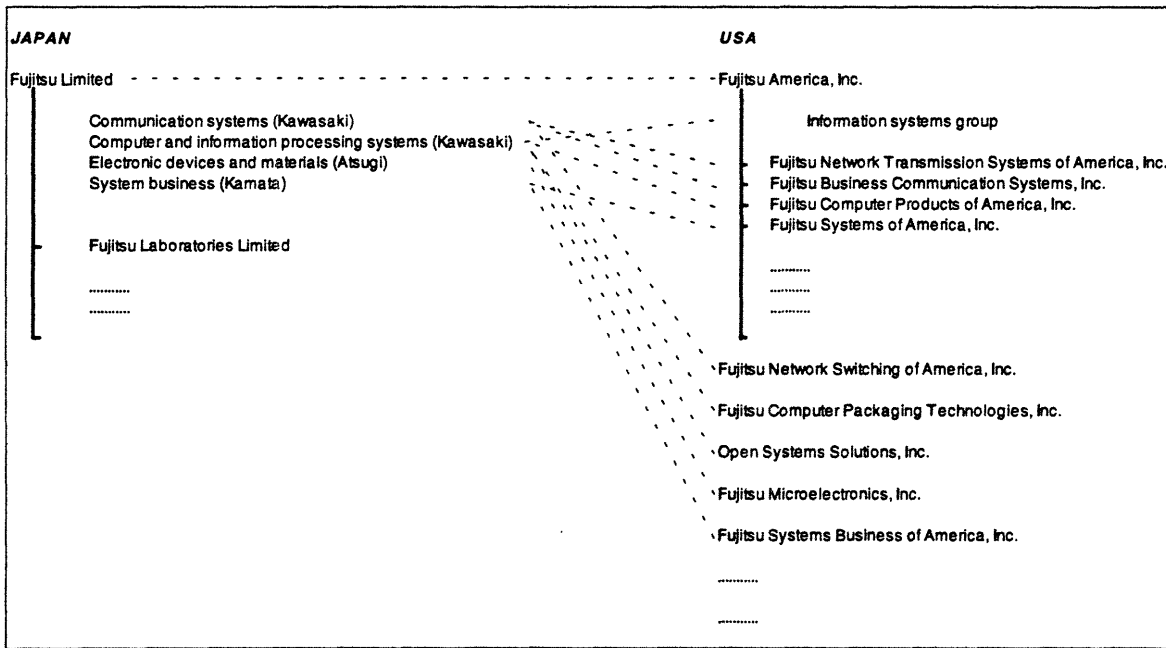 JAPAN
Fujitsu Limited
Communication systems (Kawasaki)
Computer and information processing systems (Kawasaki)
Electronic devices and materials (Atsugi)
System business (Kamata)
Fujitsu Laboratories Limited
...........
...........
USA
Fujitsu America, Inc.
Information systems group
Fujitsu Network Transmission Systems of America, Inc.
Fujitsu Business Communication Systems, Inc.
Fujitsu Computer Products of America, Inc.
Fujitsu Systems of America, Inc.
...........
...........
...........
Fujitsu Network Switching of America, Inc.
Fujitsu Computer Packaging Technologies, Inc.
Open Systems Solutions, Inc.
Fujitsu Microelectronics, Inc.
Fujitsu Systems Business of America, Inc.
...........
...........